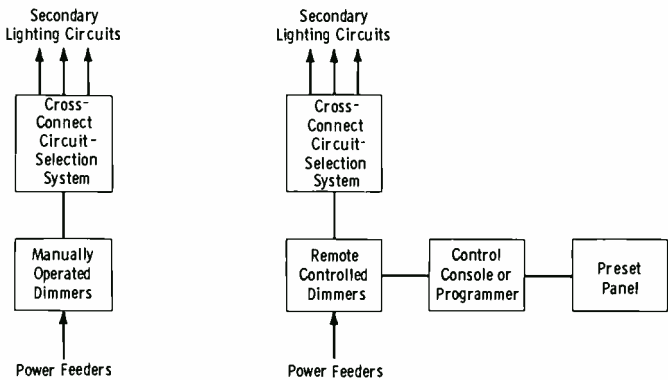 Secondary
Lighting Circuits
Cross-
Connect
Circuit-
Selection
System
Manually
Operated
Dimmers
Power Feeders
Secondary
Lighting Circuits
Cross-
Connect
Circuit-
Selection
System
Remote
Controlled
Dimmers
Control
Console or
Programmer
Preset
Panel
Power Feeders